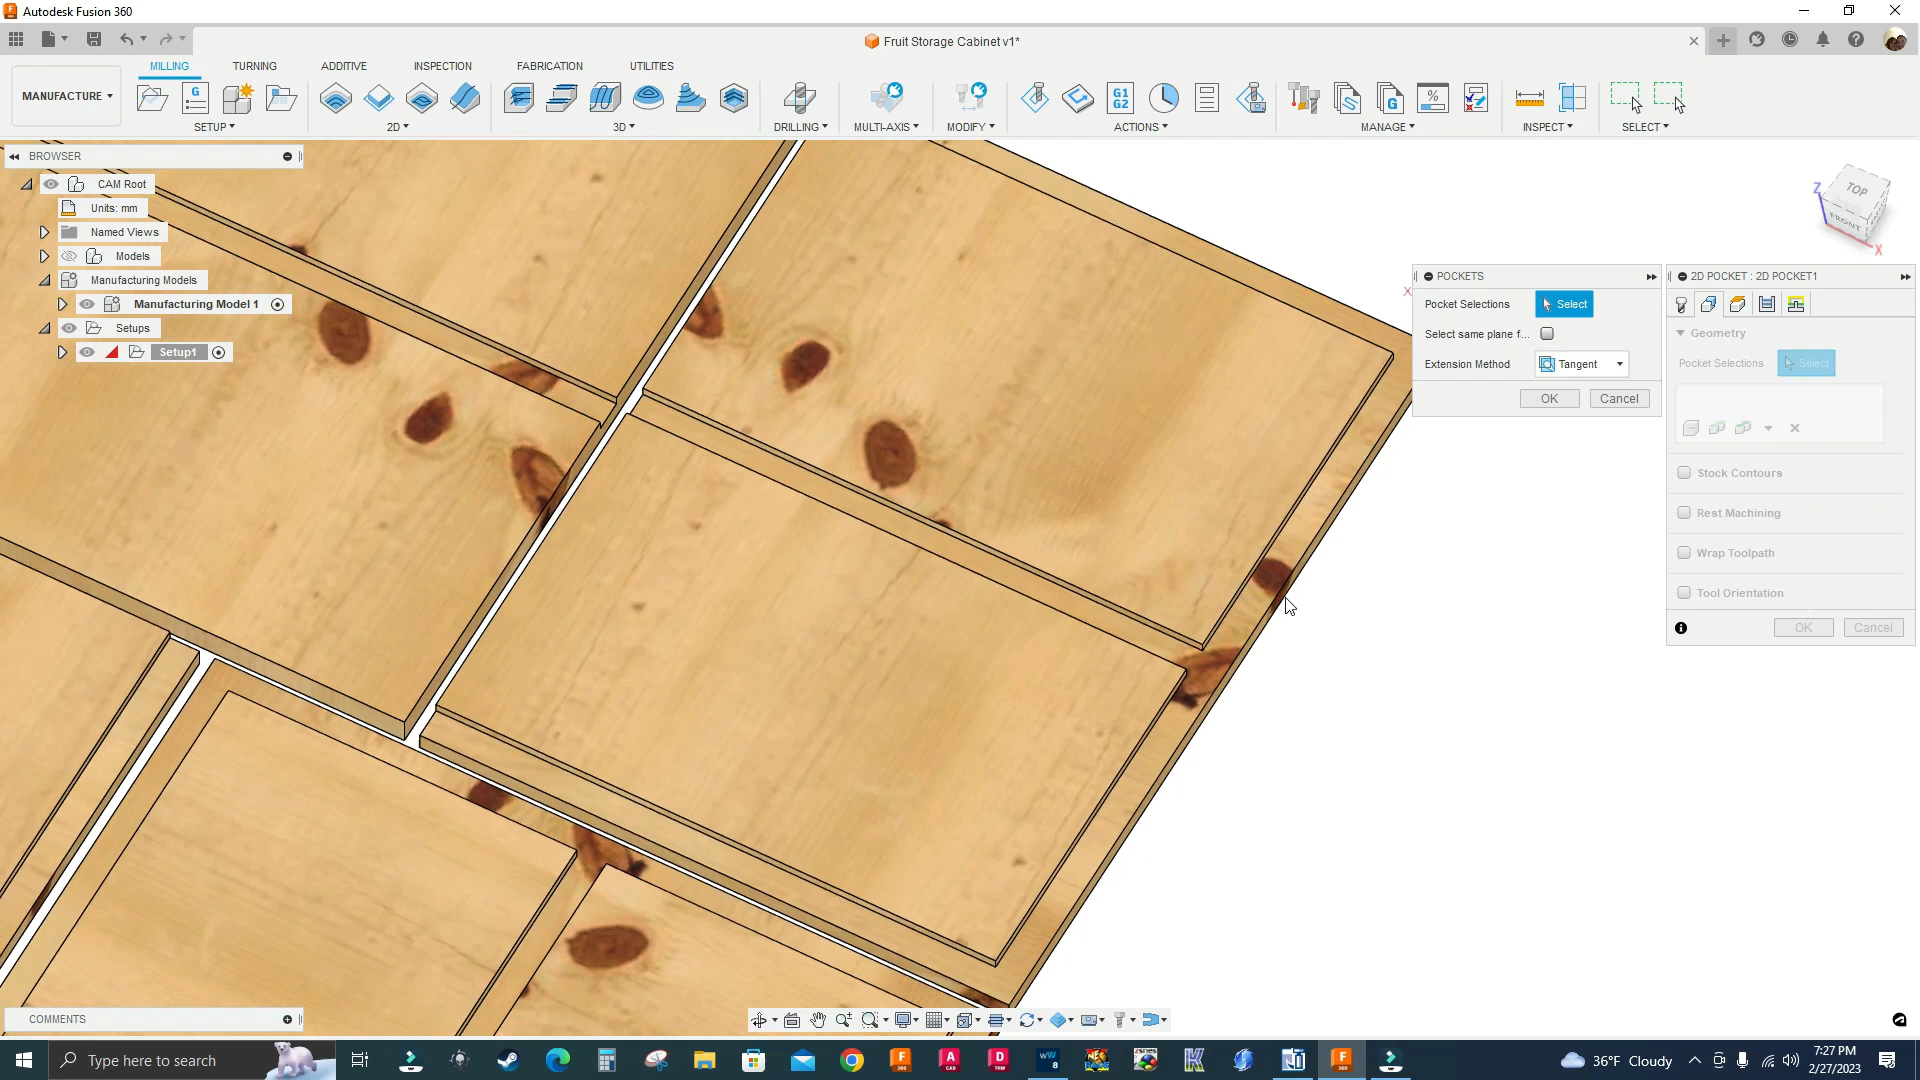 Autodesk Fusion 360
Fruit Storage Cabinet v1*
MANUFACTURE
MILLING
TURNING
ADDITIVE
INSPECTION
FABRICATION
UTILITIES
SETUP
2D
3D
DRILLING
MULTI-AXIS
MODIFY
ACTIONS
MANAGE
INSPECT
SELECT
G
G1
G2
G1
G2
%
BROWSER
CAM Root
Units: mm
Named Views
Models
Manufacturing Models
Manufacturing Model 1
Setups
Setup1
Z
TOP
FRONT
X
X
POCKETS
Pocket Selections
Select
Select same plane f...
Extension Method
Tangent
OK
Cancel
2D POCKET : 2D POCKET1
Geometry
Pocket Selections
Select
Stock Contours
Rest Machining
Wrap Toolpath
Tool Orientation
OK
Cancel
COMMENTS
Type here to search
36°F Cloudy
7:27 PM
2/27/2023